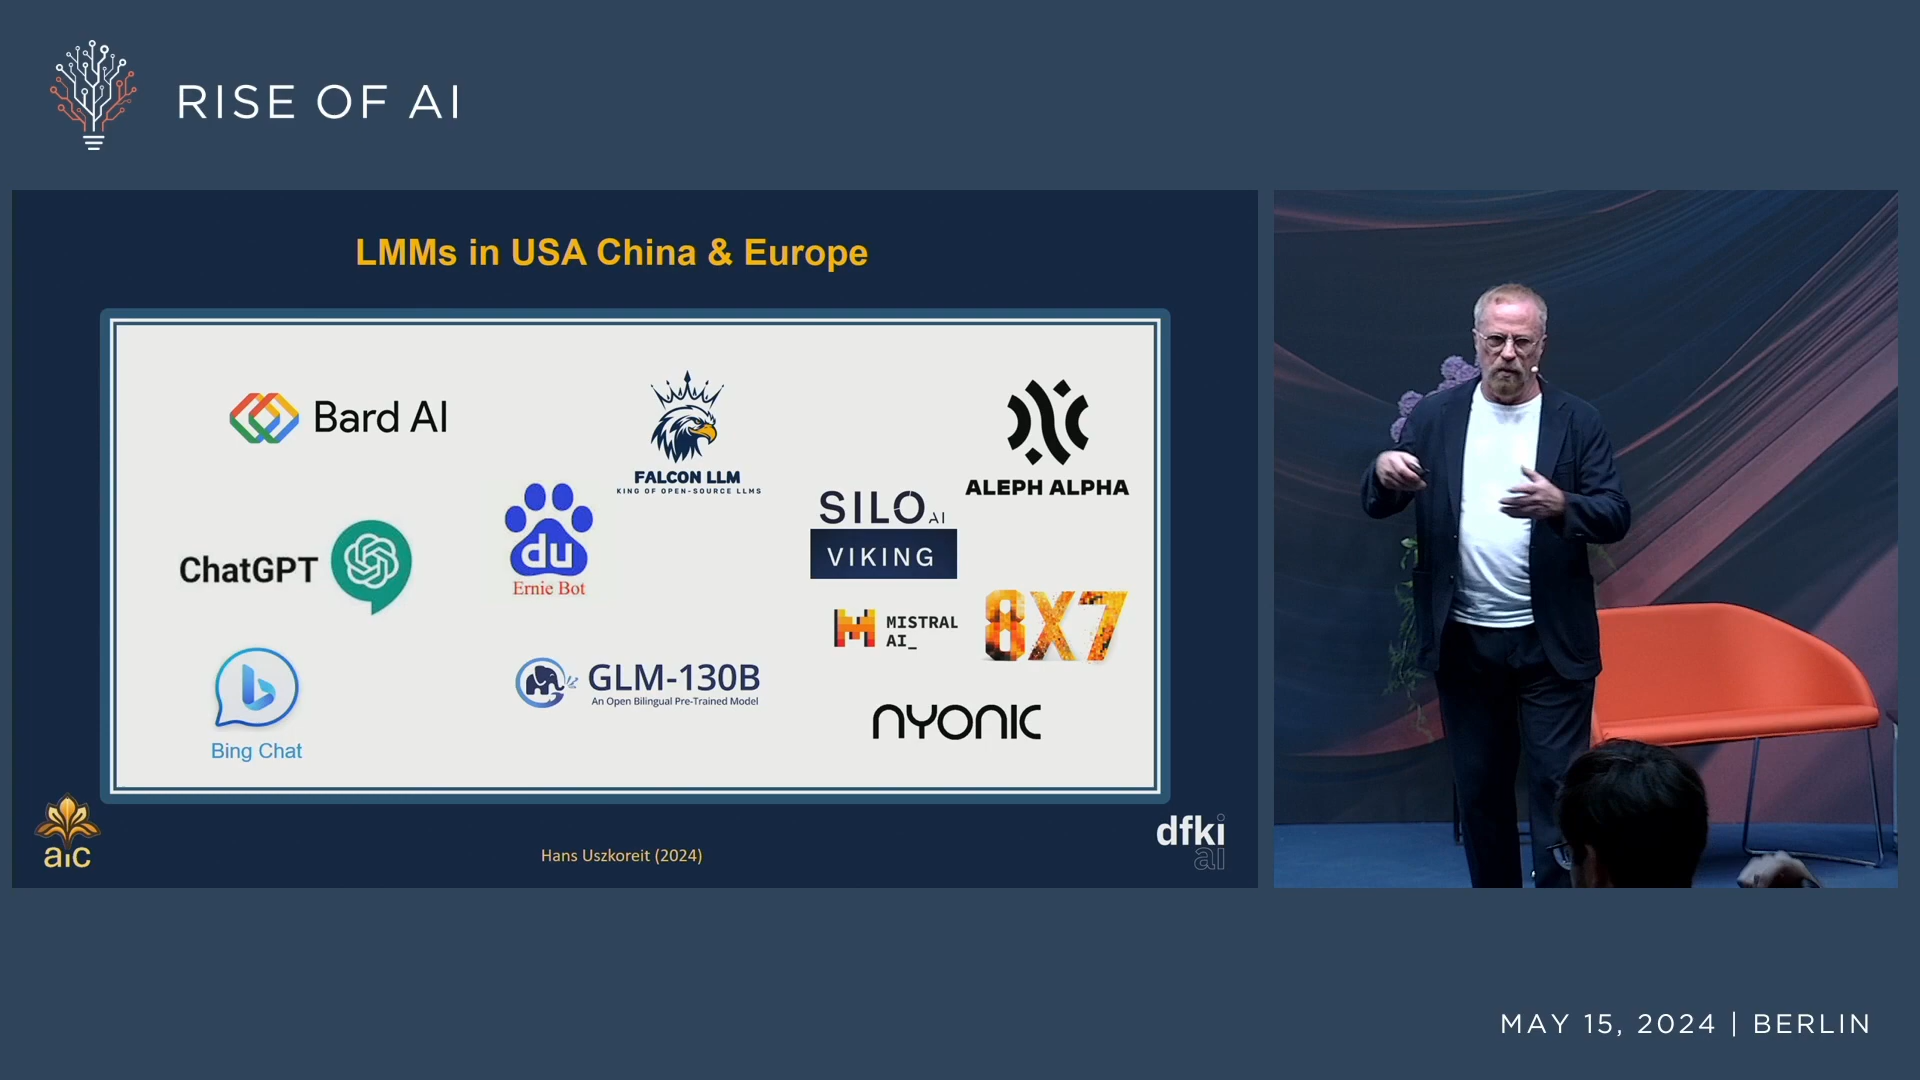 RISE OF AI
LMMs in USA China & Europe
Bard AI
FALCON LLM
KING OF OPEN-SOURCE LLMS
ALEPH ALPHA
SILO AI
VIKING
du
Ernie Bot
ChatGPT
MISTRAL
AI_
8X7
GLM-130B
An Open Bilingual Pre-Trained Model
NYONIC
Bing Chat
aic
Hans Uszkoreit (2024)
dfki
ai
MAY 15, 2024 | BERLIN